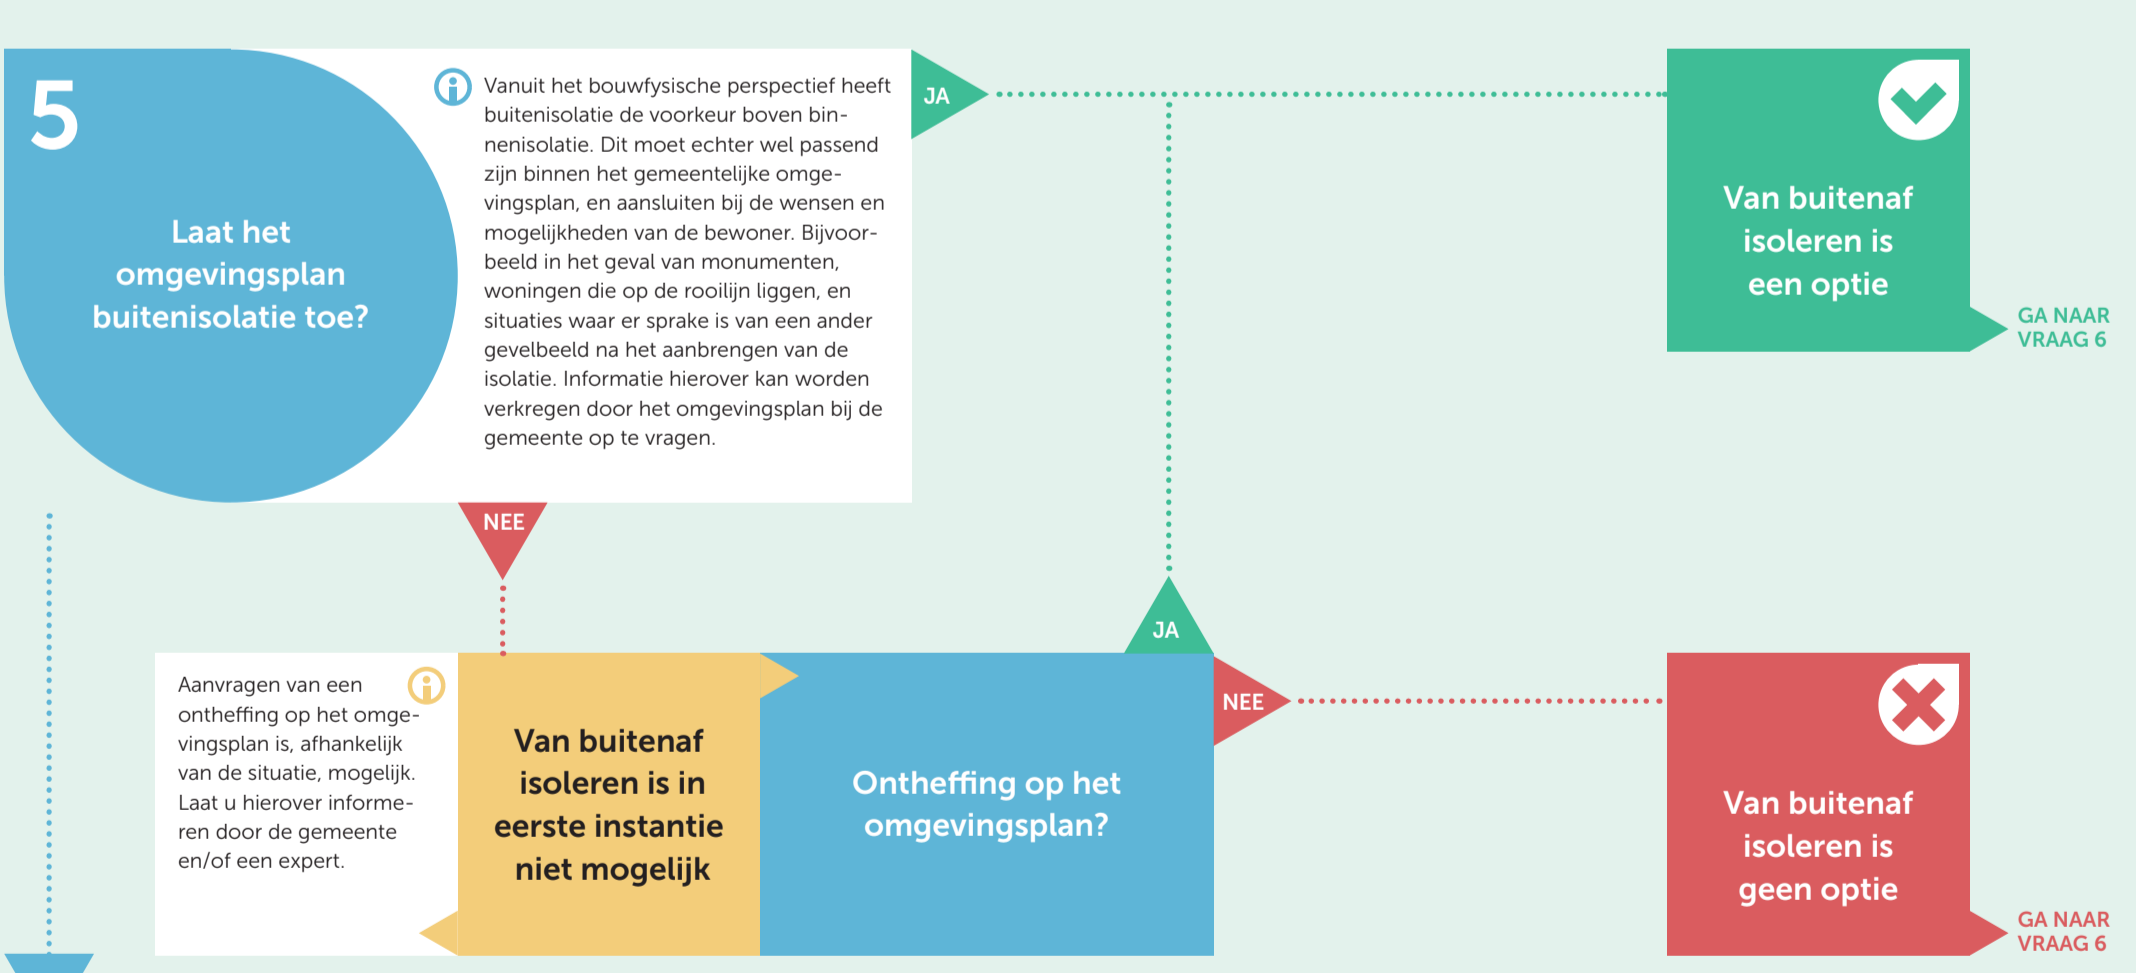 5
Laat het
omgevingsplan
buitenisolatie toe?
Vanuit het bouwfysische perspectief heeft
buitenisolatie de voorkeur boven bin-
nenisolatie. Dit moet echter wel passend
zijn binnen het gemeentelijke omge-
vingsplan, en aansluiten bij de wensen en
mogelijkheden van de bewoner. Bijvoor-
beeld in het geval van monumenten,
woningen die op de rooilijn liggen, en
situaties waar er sprake is van een ander
gevelbeeld na het aanbrengen van de
isolatie. Informatie hierover kan worden
verkregen door het omgevingsplan bij de
gemeente op te vragen.
JA
Van buitenaf
isoleren is
een optie
GA NAAR
VRAAG 6
NEE
Aanvragen van een
ontheffing op het omge-
vingsplan is, afhankelijk
van de situatie, mogelijk.
Laat u hierover informe-
ren door de gemeente
en/of een expert.
Van buitenaf
isoleren is in
eerste instantie
niet mogelijk
Ontheffing op het
omgevingsplan?
JA
NEE
Van buitenaf
isoleren is
geen optie
GA NAAR
VRAAG 6